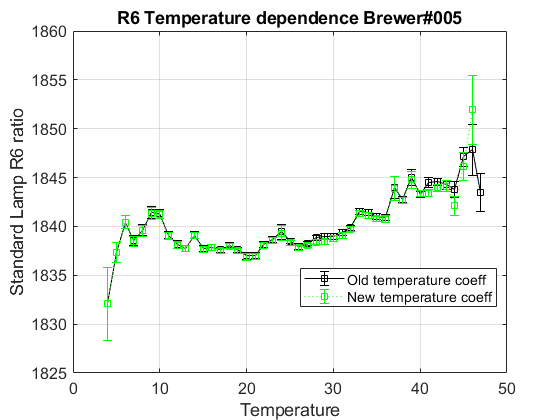 R6 Temperature dependence Brewer#005
1860
1855
1850
1845
1840
1835
1830
1825
Standard Lamp R6 ratio
Old temperature coeff
New temperature coeff
0 10 20 30 40 50
Temperature